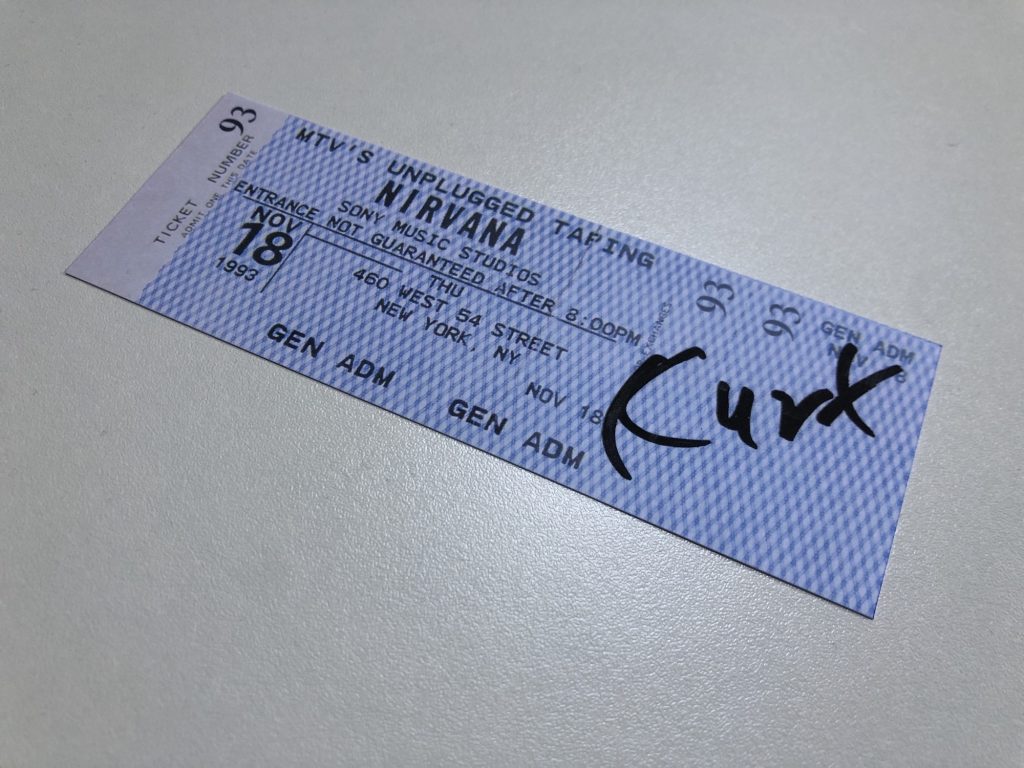 TICKET NUMBER 93
ADMIT ONE THIS DATE
MTV'S UNPLUGGED TAPING
NIRVANA
SONY MUSIC STUDIOS
ENTRANCE NOT GUARANTEED AFTER 8:00PM
NOV
18
1993
THU
460 WEST 54 STREET
NEW YORK, NY
GEN ADM
GEN ADM
NOV 18
93
93
GEN ADM
Kurt